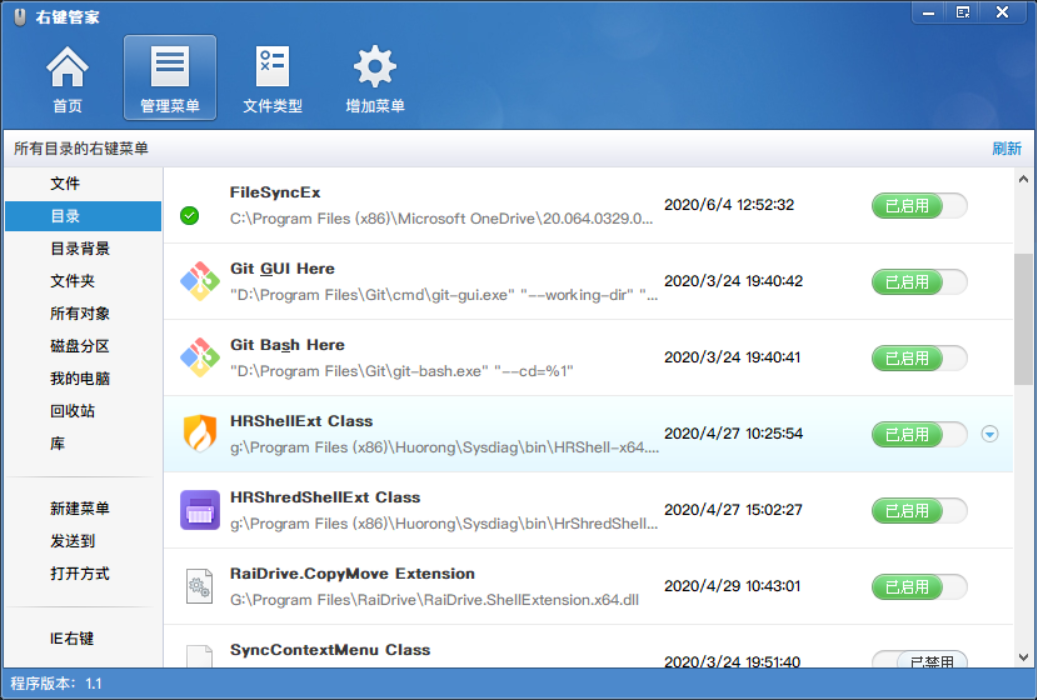 右键管家
首页
管理菜单
文件类型
增加菜单
所有目录的右键菜单
刷新
文件
目录
目录背景
文件夹
所有对象
磁盘分区
我的电脑
回收站
库
新建菜单
发送到
打开方式
IE右键
FileSyncEx
C:\Program Files (x86)\Microsoft OneDrive\20.064.0329.0...
2020/6/4 12:52:32
已启用
Git GUI Here
"D:\Program Files\Git\cmd\git-gui.exe" "--working-dir" "...
2020/3/24 19:40:42
已启用
Git Bash Here
"D:\Program Files\Git\git-bash.exe" "--cd=%1"
2020/3/24 19:40:41
已启用
HRShellExt Class
g:\Program Files (x86)\Huorong\Sysdiag\bin\HRShell-x64....
2020/4/27 10:25:54
已启用
HRShredShellExt Class
g:\Program Files (x86)\Huorong\Sysdiag\bin\HrShredShell...
2020/4/27 15:02:27
已启用
RaiDrive.CopyMove Extension
G:\Program Files\RaiDrive\RaiDrive.ShellExtension.x64.dll
2020/4/29 10:43:01
已启用
SyncContextMenu Class
2020/3/24 19:51:40
已禁用
程序版本：1.1